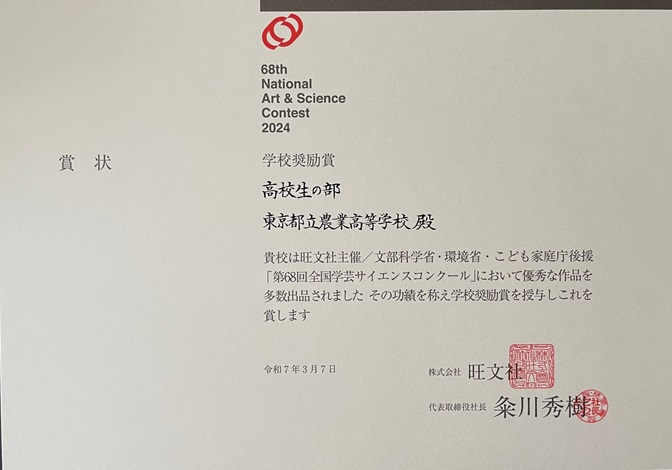 68th
National
Art & Science
Contest
2024
賞 状
学校奨励賞
高校生の部
東京都立農業高等学校 殿
貴校は旺文社主催／文部科学省・環境省・こども家庭庁後援
「第68回全国学芸サイエンスコンクール」において優秀な作品を
多数出品されました その功績を称え学校奨励賞を授与しこれを
賞します
令和7年3月7日
株式会社 旺文社
代表取締役社長 粂川秀樹